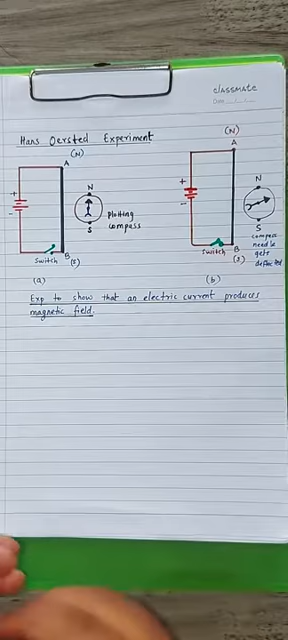 classmate
Date
Hans Oersted Experiment
(N)
A
+
-
N
S
Plotting
compass
Switch
B
(S)
(a)
(N)
A
+
-
N
S
Switch
B
(S)
compass
needle
gets
deflected
(b)
Exp to show that an electric current produces
magnetic field.